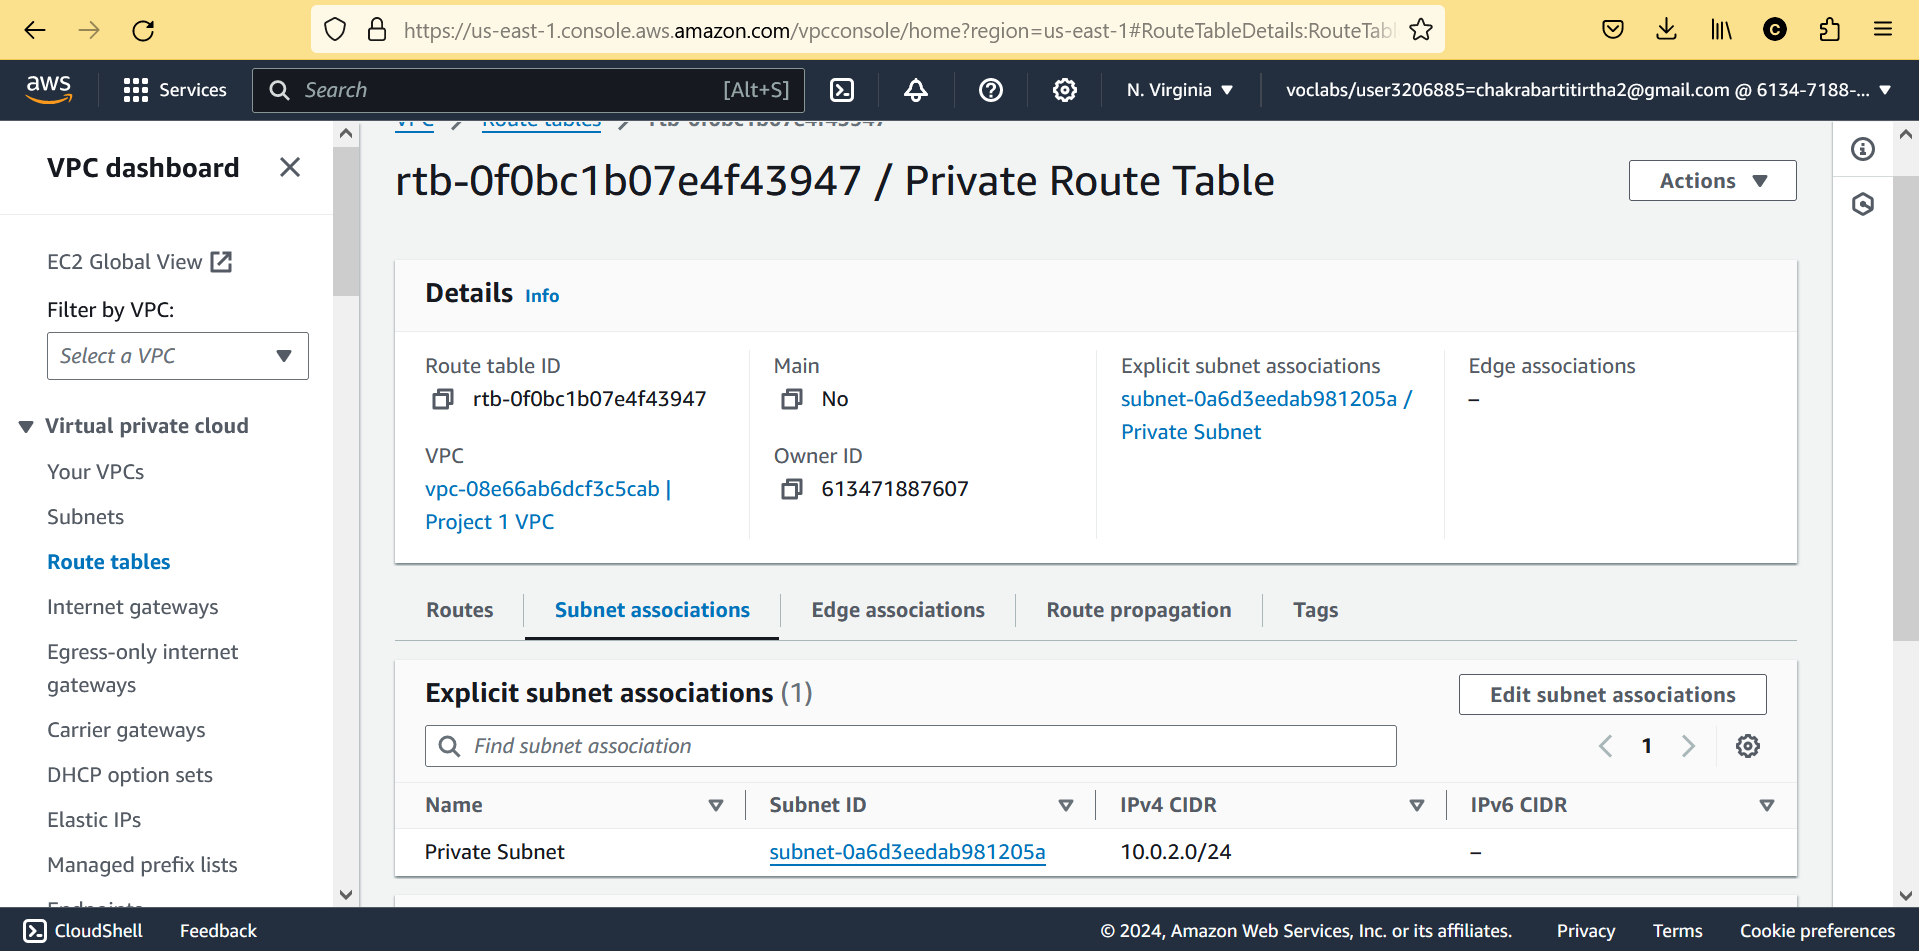 https://us-east-1.console.aws.amazon.com/vpcconsole/home?region=us-east-1#RouteTableDetails:RouteTabl
aws
Services
Search
[Alt+S]
N. Virginia
voclabs/user3206885=chakrabartitirtha2@gmail.com @ 6134-7188-...
VPC dashboard
EC2 Global View
Filter by VPC:
Select a VPC
Virtual private cloud
Your VPCs
Subnets
Route tables
Internet gateways
Egress-only internet
gateways
Carrier gateways
DHCP option sets
Elastic IPs
Managed prefix lists
Endpoints
VPC
Route tables
rtb-0f0bc1b07e4f43947
rtb-0f0bc1b07e4f43947 / Private Route Table
Actions
Details Info
Route table ID
rtb-0f0bc1b07e4f43947
Main
No
Explicit subnet associations
subnet-0a6d3eedab981205a /
Private Subnet
Edge associations
–
VPC
vpc-08e66ab6dcf3c5cab |
Project 1 VPC
Owner ID
613471887607
Routes
Subnet associations
Edge associations
Route propagation
Tags
Explicit subnet associations (1)
Edit subnet associations
Find subnet association
1
Name
Subnet ID
IPv4 CIDR
IPv6 CIDR
Private Subnet
subnet-0a6d3eedab981205a
10.0.2.0/24
–
CloudShell
Feedback
© 2024, Amazon Web Services, Inc. or its affiliates.
Privacy
Terms
Cookie preferences